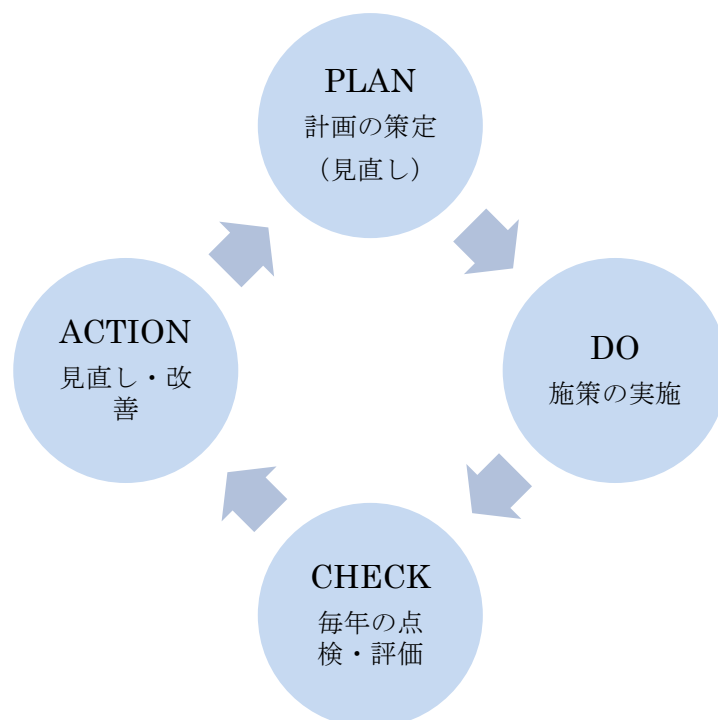 PLAN
計画の策定
（見直し）
DO
施策の実施
CHECK
毎年の点
検・評価
ACTION
見直し・改
善